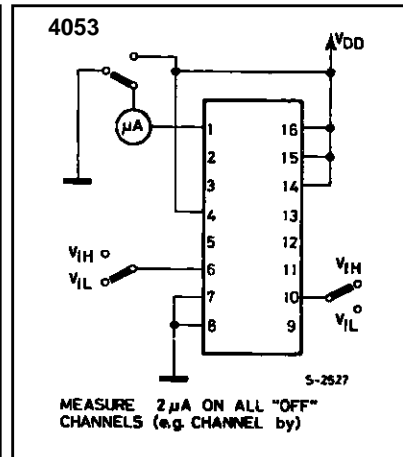 4053
VDD
µA
1 16
2 15
3 14
4 13
5 12
VIH 6 11 VIH
VIL 7 10 VIL
8 9
S-2527
MEASURE 2µA ON ALL "OFF"
CHANNELS (e.g. CHANNEL by)